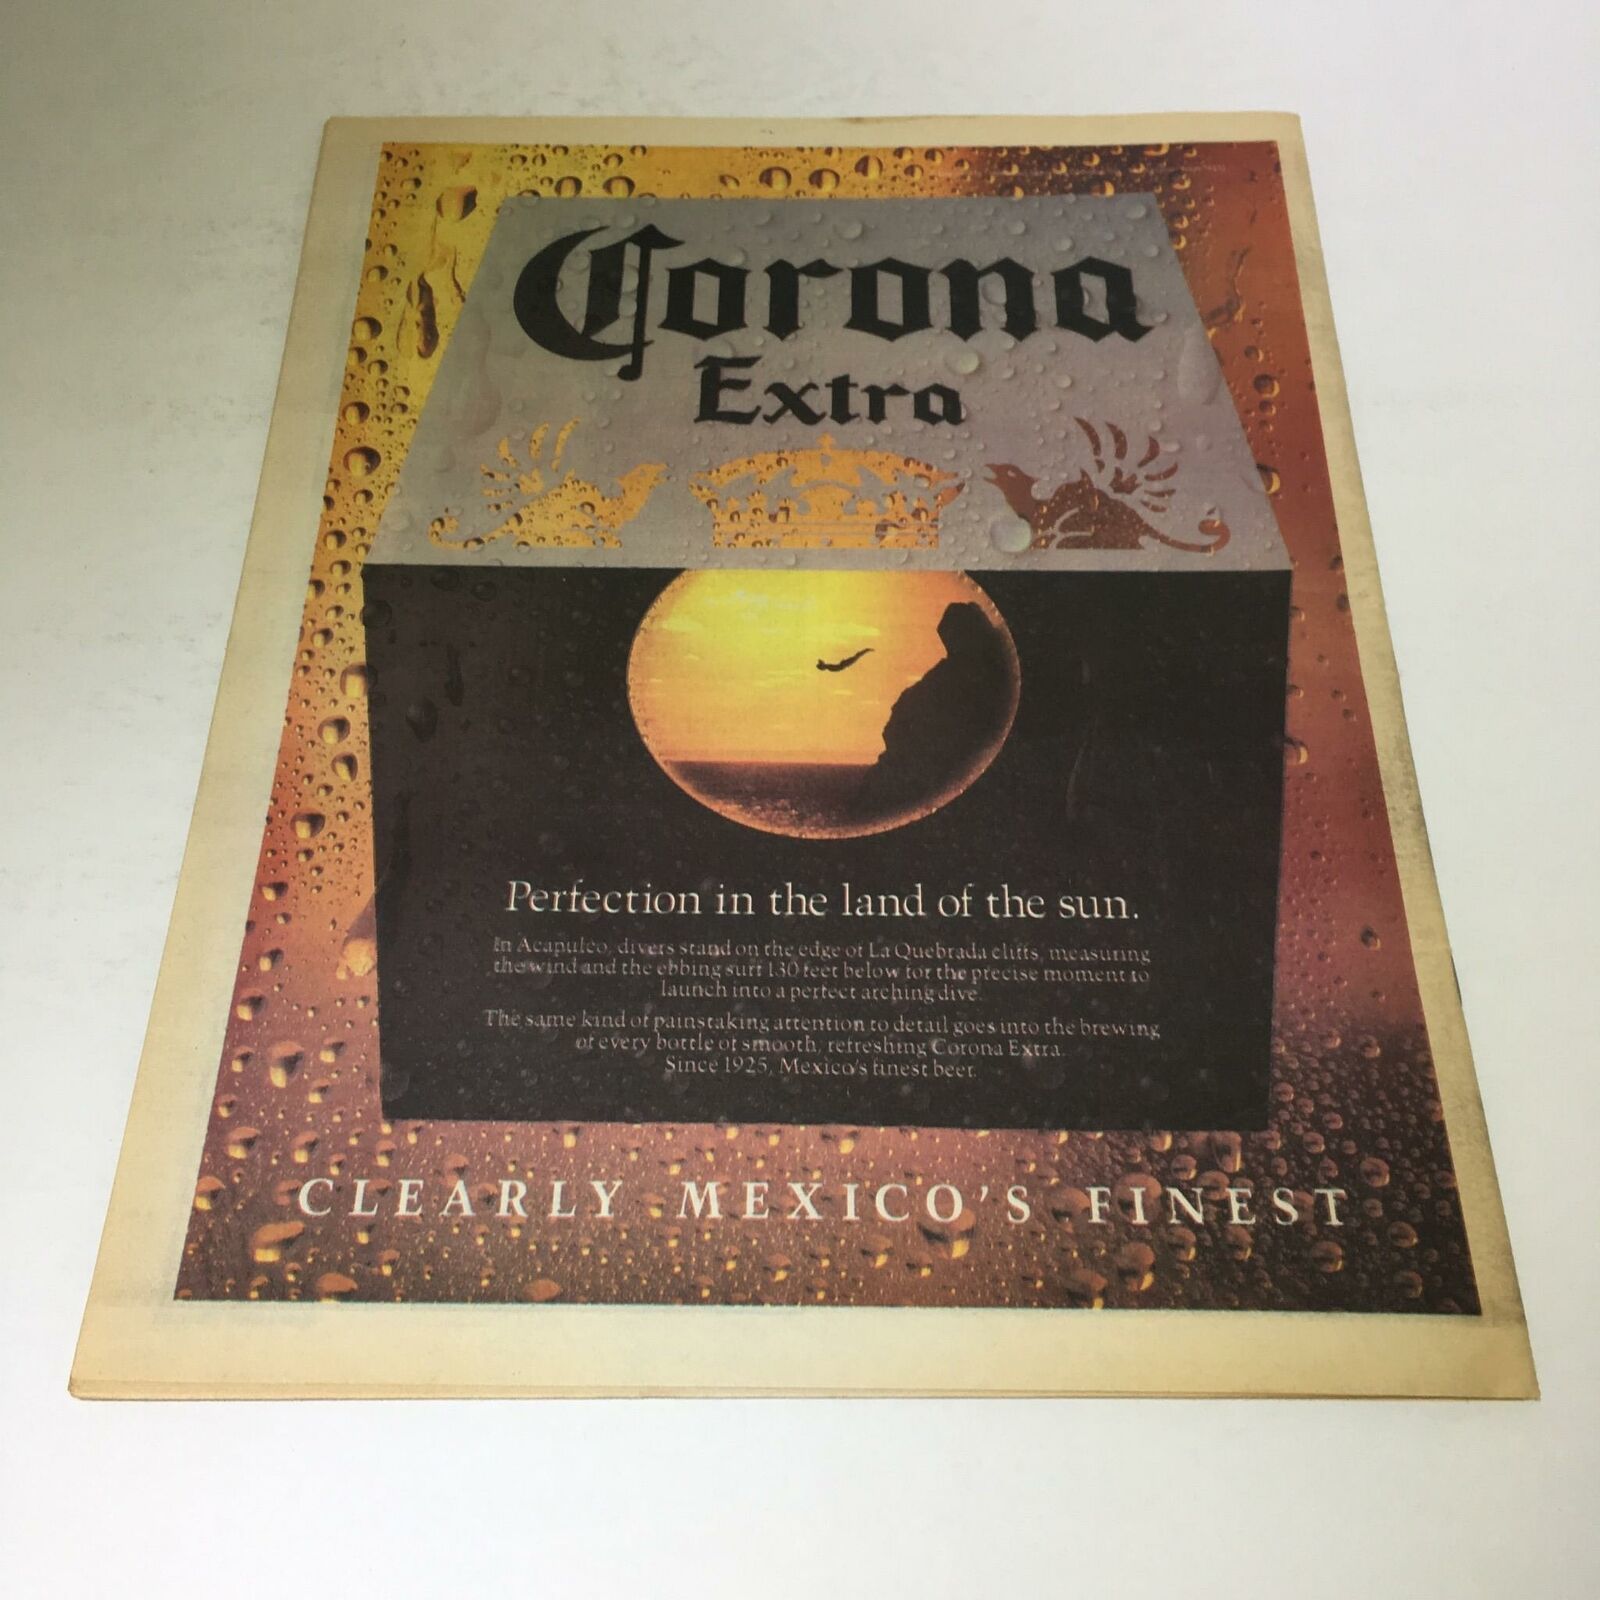 Corona
Extra
Perfection in the land of the sun.
In Acapulco, divers stand on the edge of La Quebrada cliffs, measuring
the wind and the ebbing surf 130 feet below for the precise moment to
launch into a perfect arching dive.
The same kind of painstaking attention to detail goes into the brewing
of every bottle of smooth, refreshing Corona Extra.
Since 1925, Mexico's finest beer.
CLEARLY MEXICO'S FINEST